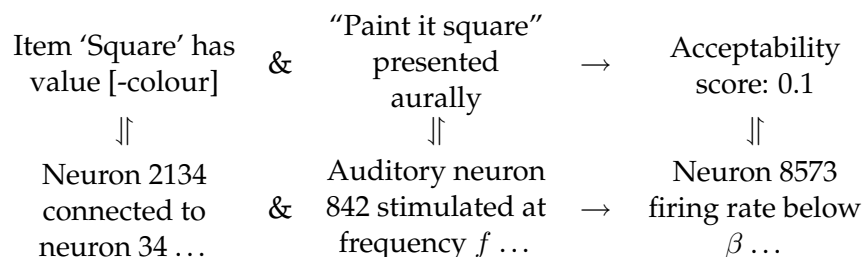 Item ‘Square’ has value [-colour] & “Paint it square” presented aurally → Acceptability score: 0.1
⥯ ⥯ ⥯
Neuron 2134 connected to neuron 34 … & Auditory neuron 842 stimulated at frequency f … → Neuron 8573 firing rate below β …